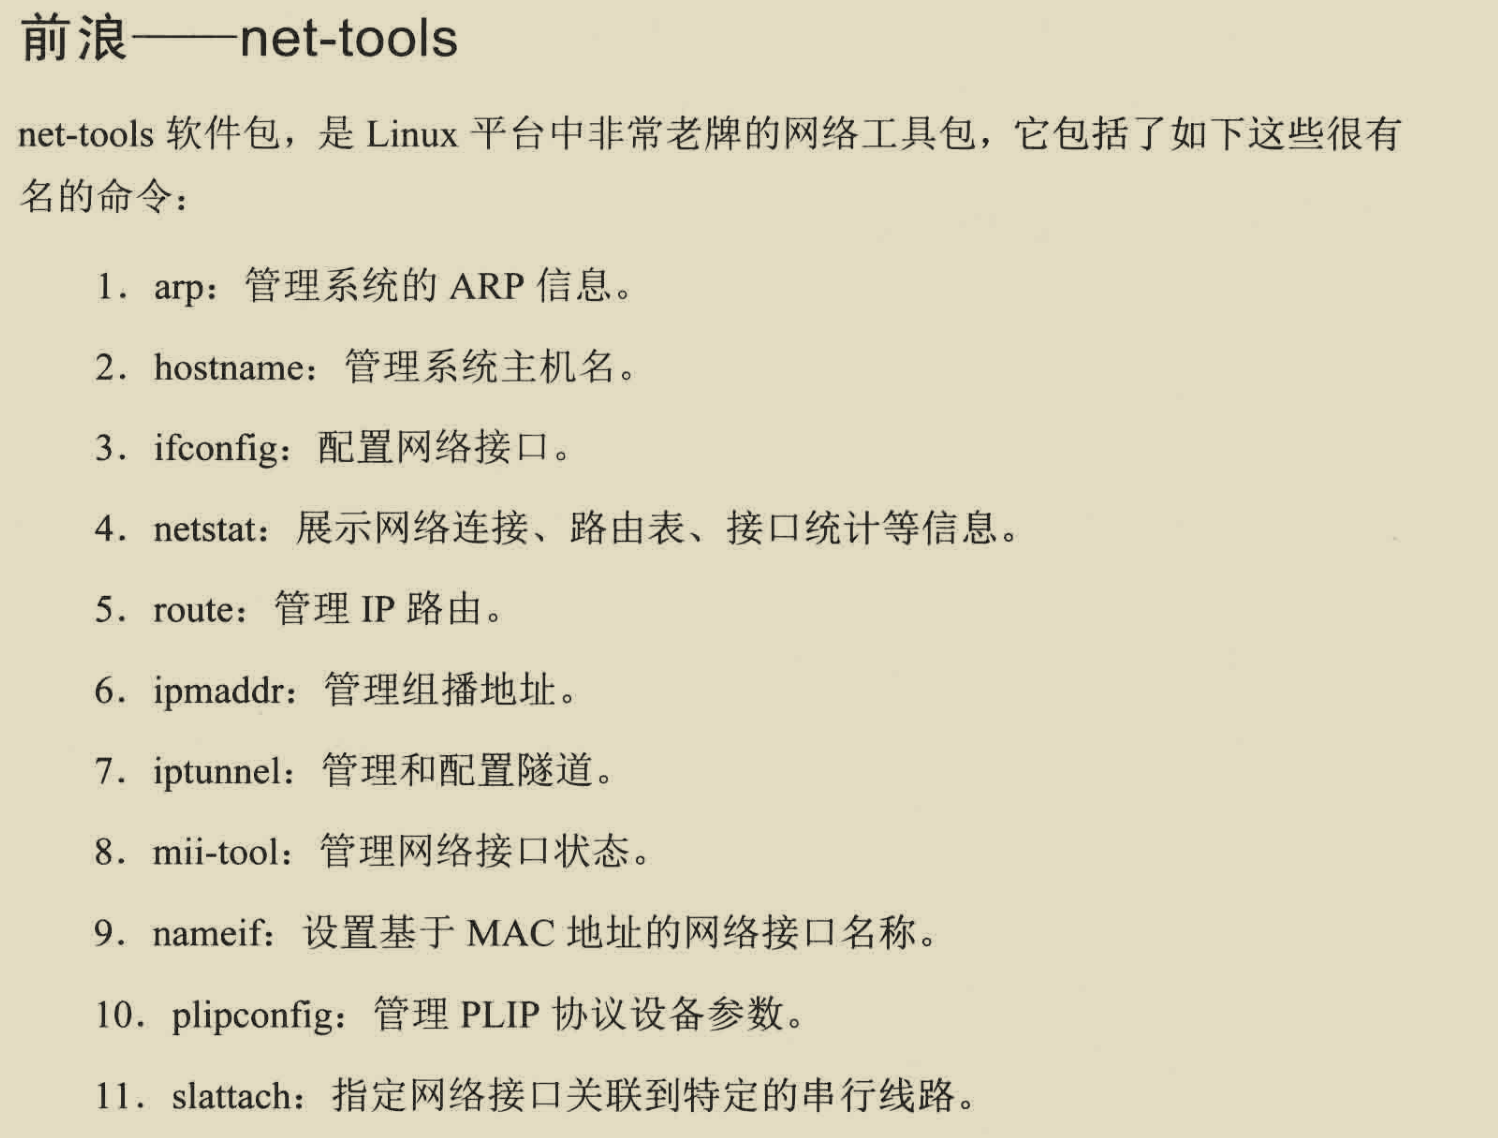 前浪——net-tools
net-tools 软件包，是 Linux 平台中非常老牌的网络工具包，它包括了如下这些很有
名的命令：
1．arp：管理系统的 ARP 信息。
2．hostname：管理系统主机名。
3．ifconfig：配置网络接口。
4．netstat：展示网络连接、路由表、接口统计等信息。
5．route：管理 IP 路由。
6．ipmaddr：管理组播地址。
7．iptunnel：管理和配置隧道。
8．mii-tool：管理网络接口状态。
9．nameif：设置基于 MAC 地址的网络接口名称。
10．plipconfig：管理 PLIP 协议设备参数。
11．slattach：指定网络接口关联到特定的串行线路。